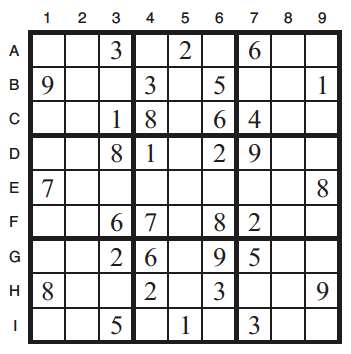 1 2 3 4 5 6 7 8 9
A 3 2 6
B 9 3 5 1
C 1 8 6 4
D 8 1 2 9
E 7 8
F 6 7 8 2
G 2 6 9 5
H 8 2 3 9
I 5 1 3